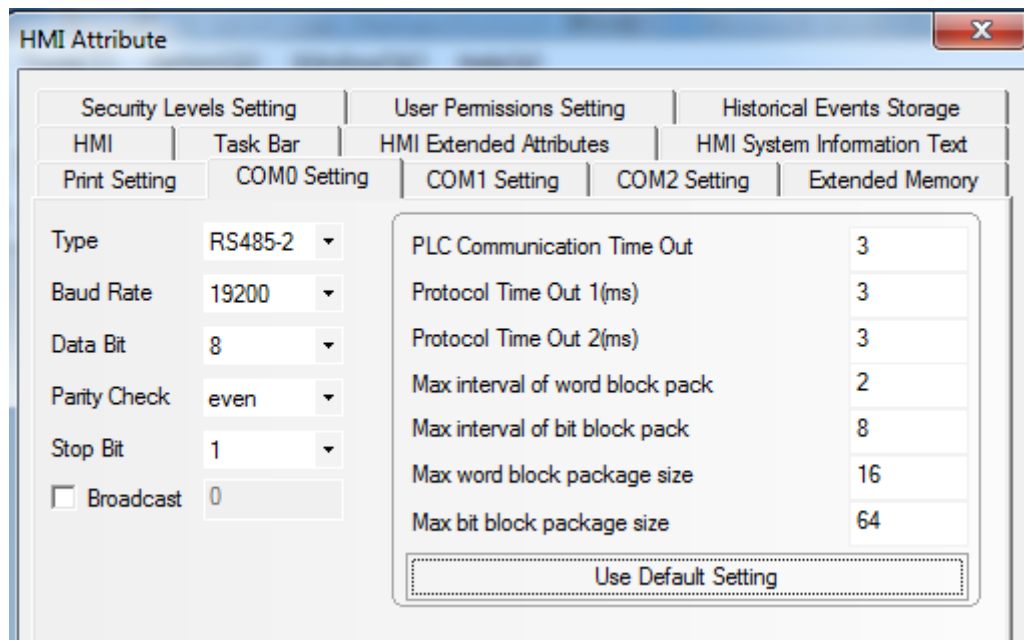 HMI Attribute
Security Levels Setting User Permissions Setting Historical Events Storage
HMI Task Bar HMI Extended Attributes HMI System Information Text
Print Setting COM0 Setting COM1 Setting COM2 Setting Extended Memory
Type RS485-2
Baud Rate 19200
Data Bit 8
Parity Check even
Stop Bit 1
Broadcast 0
PLC Communication Time Out 3
Protocol Time Out 1(ms) 3
Protocol Time Out 2(ms) 3
Max interval of word block pack 2
Max interval of bit block pack 8
Max word block package size 16
Max bit block package size 64
Use Default Setting